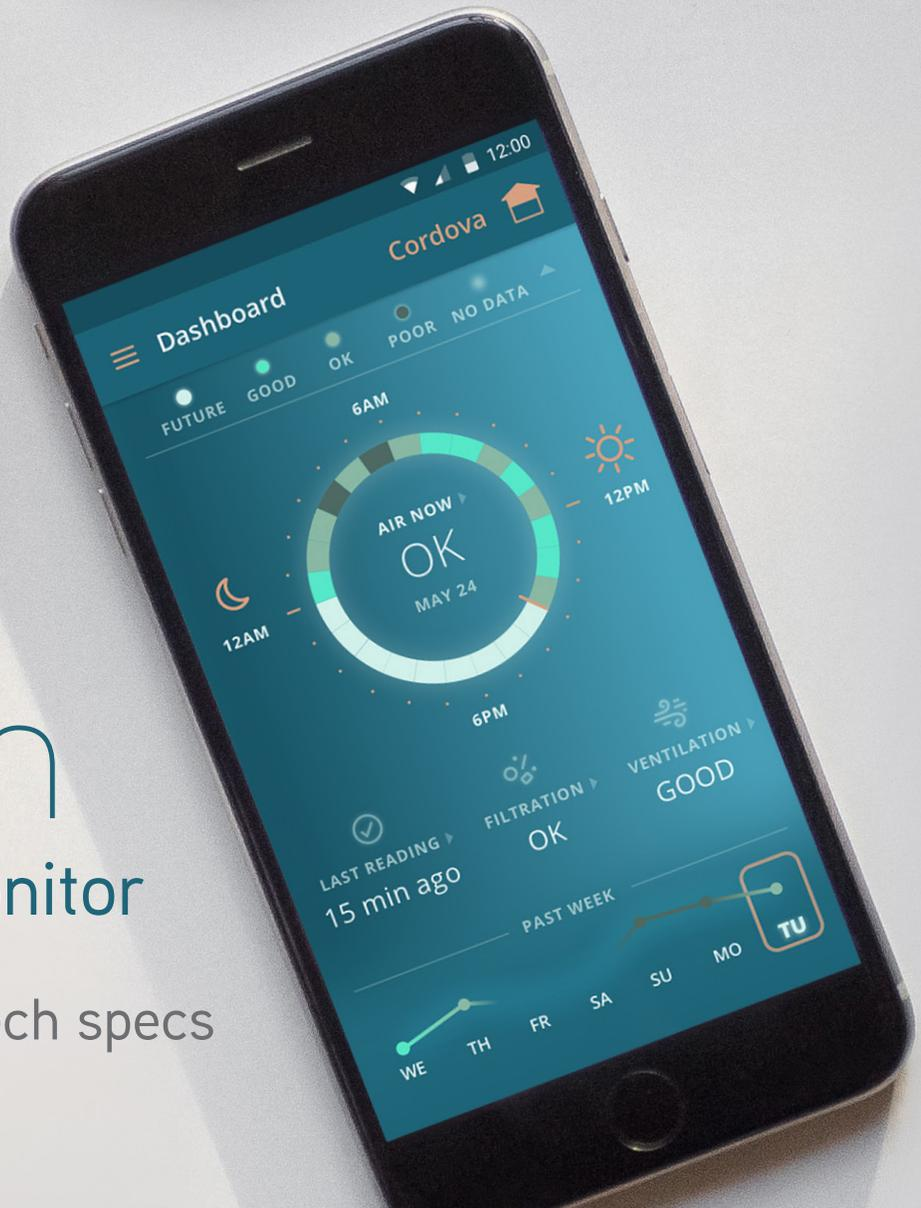 12:00
Cordova
Dashboard
FUTURE GOOD OK POOR NO DATA
6AM
12PM
AIR NOW
OK
MAY 24
12AM
6PM
VENTILATION
GOOD
FILTRATION
OK
LAST READING
15 min ago
PAST WEEK
WE TH FR SA SU MO TU
n
nitor
ch specs